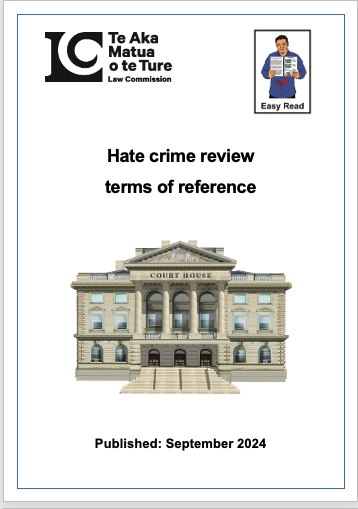 Te Aka
Matua
o te Ture
Law Commission
Easy Read
Hate crime review
terms of reference
COURT HOUSE
Published: September 2024